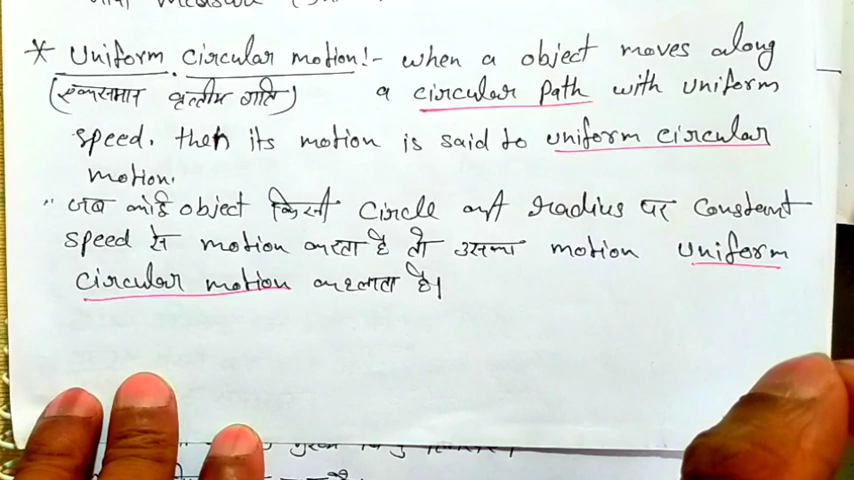 * Uniform circular motion:- when a object moves along
(एकसमान वृत्तीय गति) a circular path with uniform
speed. then its motion is said to uniform circular
motion.
" जब कोई object किसी circle की radius पर constant
speed से motion करता है तो उसका motion uniform
circular motion कहलाता है।